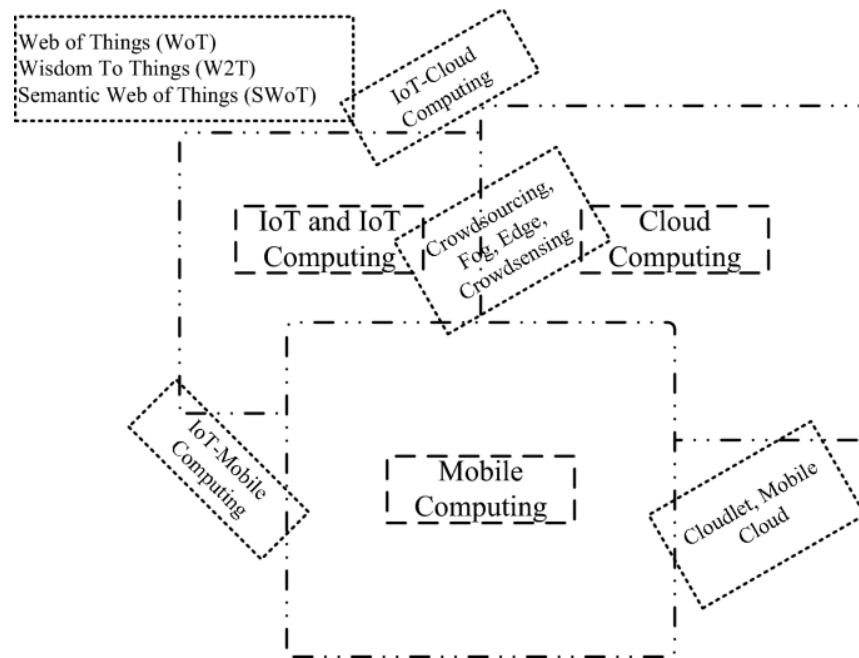 Web of Things (WoT)
Wisdom To Things (W2T)
Semantic Web of Things (SWoT)
IoT-Cloud
Computing
IoT and IoT
Computing
Crowdsourcing,
Fog, Edge,
Crowdsensing
Cloud
Computing
IoT-Mobile
Computing
Mobile
Computing
Cloudlet, Mobile
Cloud